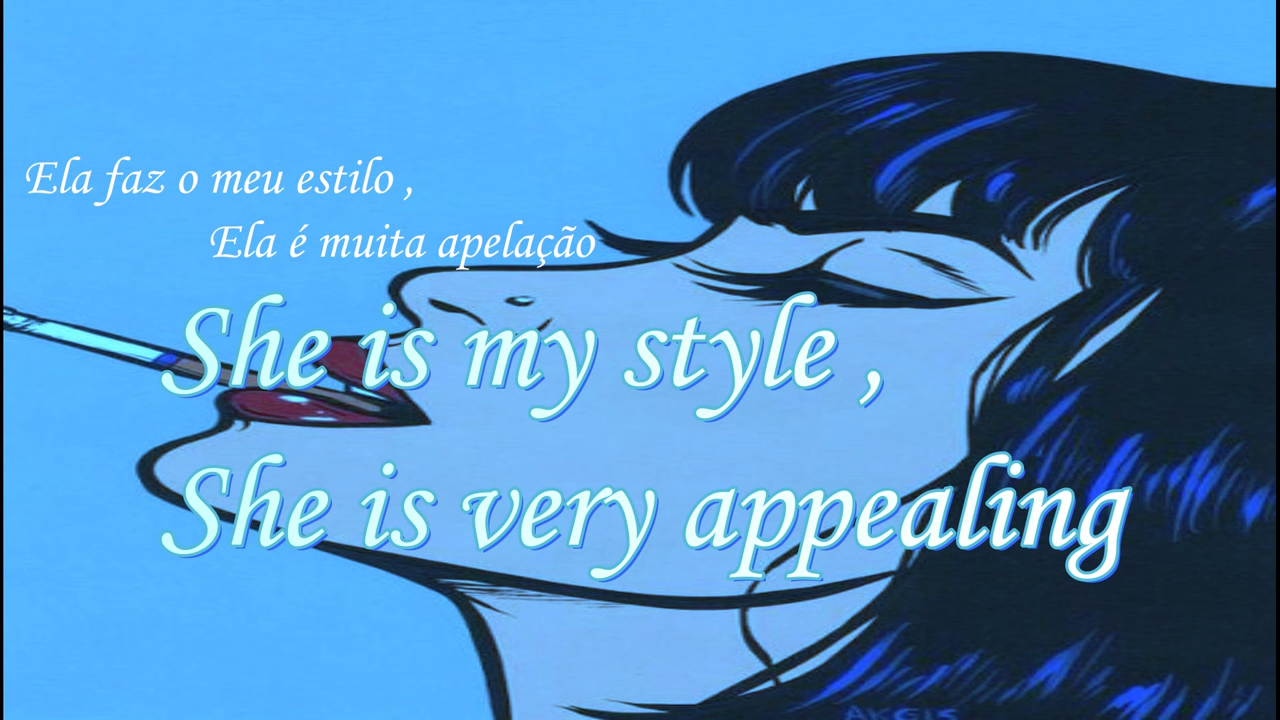 Ela faz o meu estilo ,
Ela é muita apelação
She is my style ,
She is very appealing